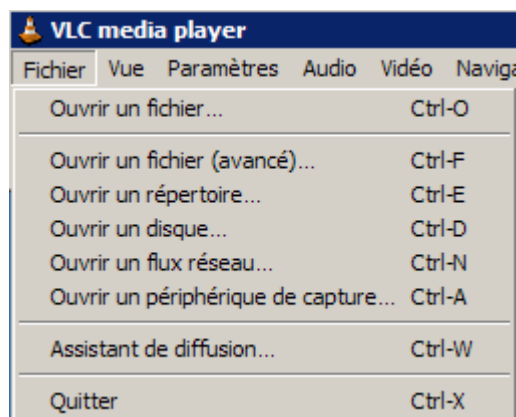 VLC media player
Fichier Vue Paramètres Audio Vidéo Naviga
Ouvrir un fichier... Ctrl-O
Ouvrir un fichier (avancé)... Ctrl-F
Ouvrir un répertoire... Ctrl-E
Ouvrir un disque... Ctrl-D
Ouvrir un flux réseau... Ctrl-N
Ouvrir un périphérique de capture... Ctrl-A
Assistant de diffusion... Ctrl-W
Quitter Ctrl-X